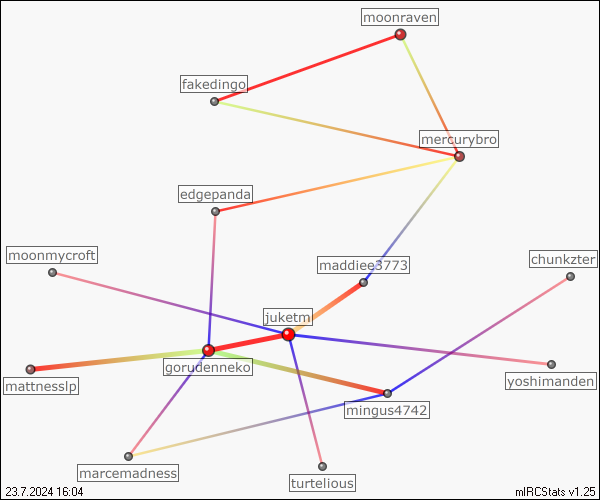 moonraven
fakedingo
mercurybro
edgepanda
moonmycroft
maddiee3773
chunkzter
juketm
gorudenneko
mattnesslp
yoshimanden
mingus4742
marcemadness
turtelious
23.7.2024 16:04
mIRCStats v1.25